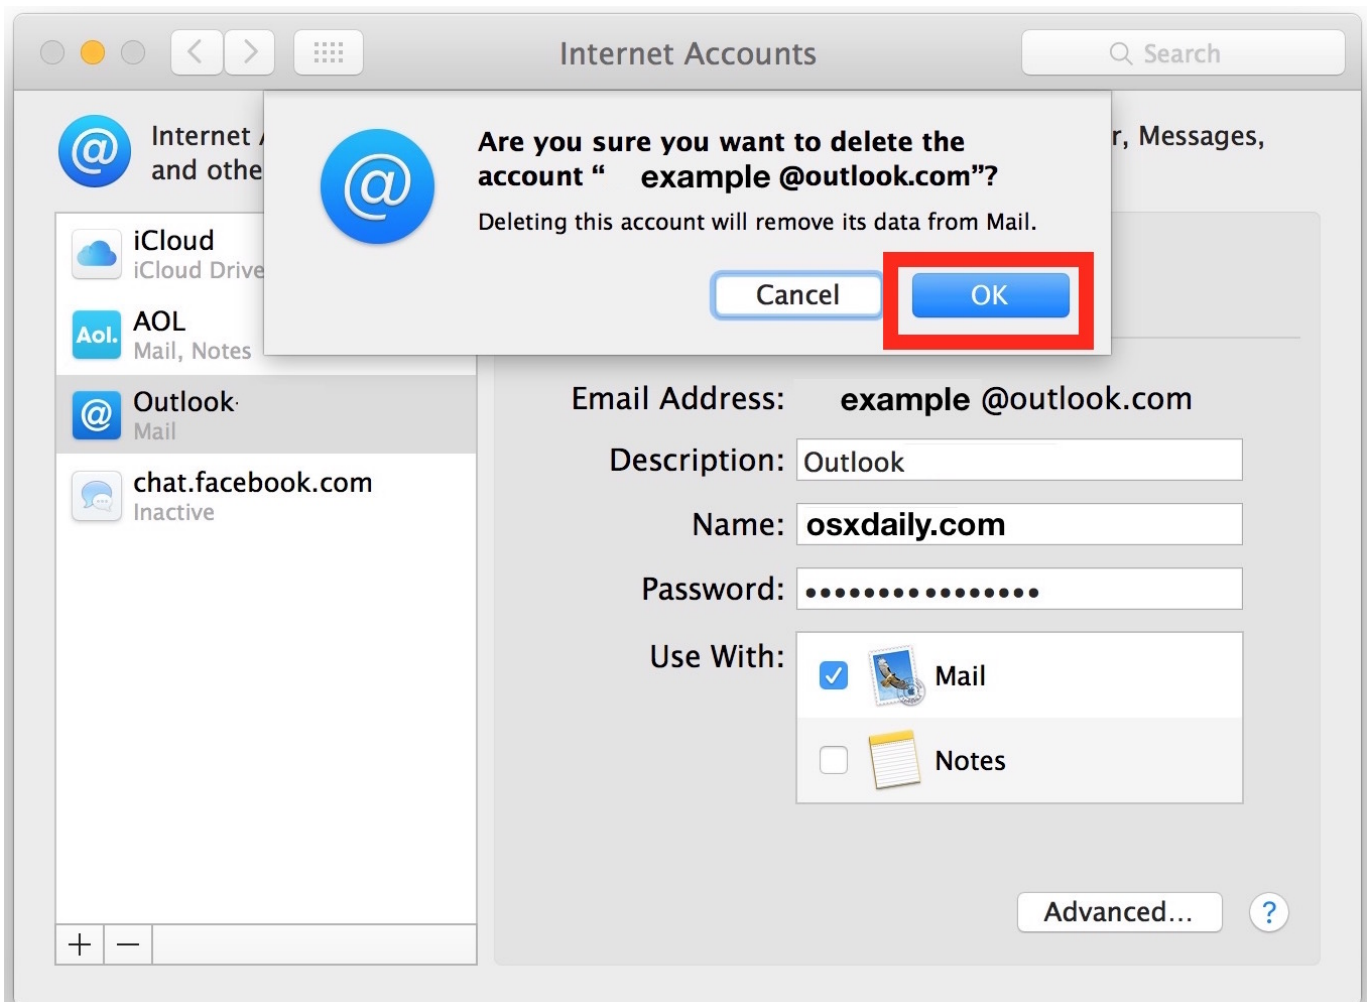 Internet Accounts
Search
Internet
and othe
r, Messages,
Are you sure you want to delete the
account “ example @outlook.com”?
Deleting this account will remove its data from Mail.
Cancel
OK
iCloud
iCloud Drive
Aol.
AOL
Mail, Notes
Outlook
Mail
chat.facebook.com
Inactive
Email Address: example @outlook.com
Description: Outlook
Name: osxdaily.com
Password: ••••••••••••••••
Use With:
Mail
Notes
Advanced...
?